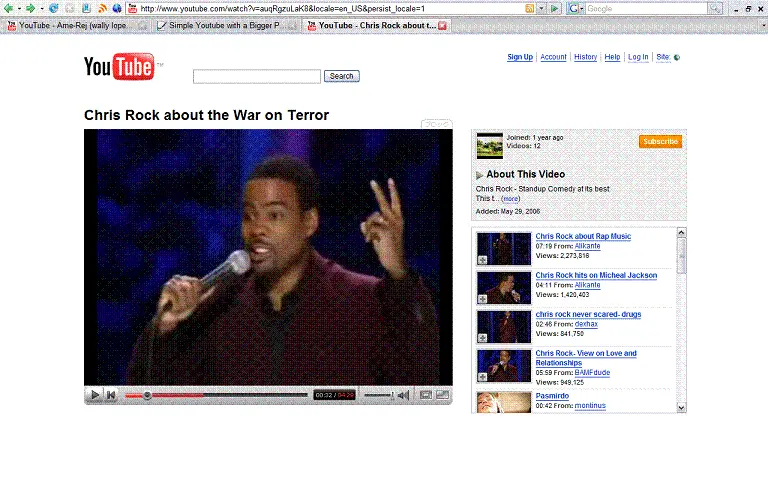 http://www.youtube.com/watch?v=auqRgzuLaK8&locale=en_US&persist_locale=1
Google
YouTube - Ame-Rej (wally lope...
Simple Youtube with a Bigger P...
YouTube - Chris Rock about t...
YouTube TM
Search
Sign Up Account History Help Log In Site:
Chris Rock about the War on Terror
Joined: 1 year ago
Videos: 12
Subscribe
About This Video
Chris Rock - Standup Comedy at its best:
This t... (more)
Added: May 29, 2006
Chris Rock about Rap Music
07:19 From: Alikante
Views: 2,273,816
Chris Rock hits on Micheal Jackson
04:11 From: Alikante
Views: 1,420,403
chris rock never scared- drugs
02:46 From: dexhax
Views: 841,750
Chris Rock- View on Love and
Relationships
05:59 From: BAMFdude
Views: 949,125
Pasmirdo
00:42 From: montinus
00:32 / 04:29